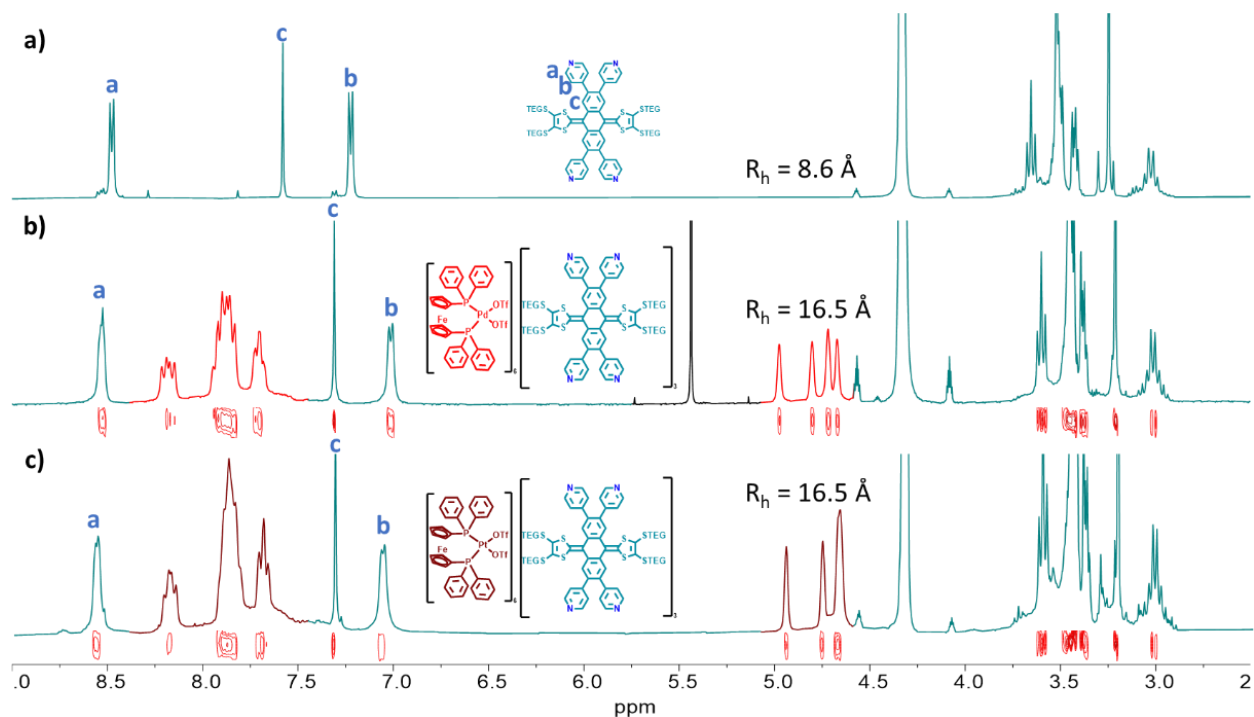 a)
a
c
b
N N
a
b
c
TEGS S S STEG
TEGS S S STEG
N N
Rh = 8.6 Å
b)
a
c
b
P
Fe Pd OTf
OTf
P
6
N N
TEGS S S STEG
TEGS S S STEG
N N
3
Rh = 16.5 Å
c)
a
c
b
P
Fe Pt OTf
OTf
P
6
N N
TEGS S S STEG
TEGS S S STEG
N N
3
Rh = 16.5 Å
.0 8.5 8.0 7.5 7.0 6.5 6.0 5.5 5.0 4.5 4.0 3.5 3.0 2
ppm